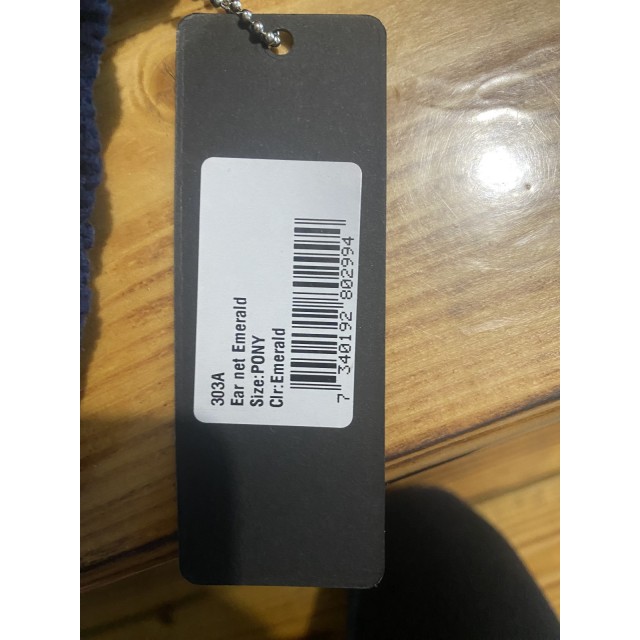 303A
Ear net Emerald
Size:PONY
Clr:Emerald
7 340192 802994